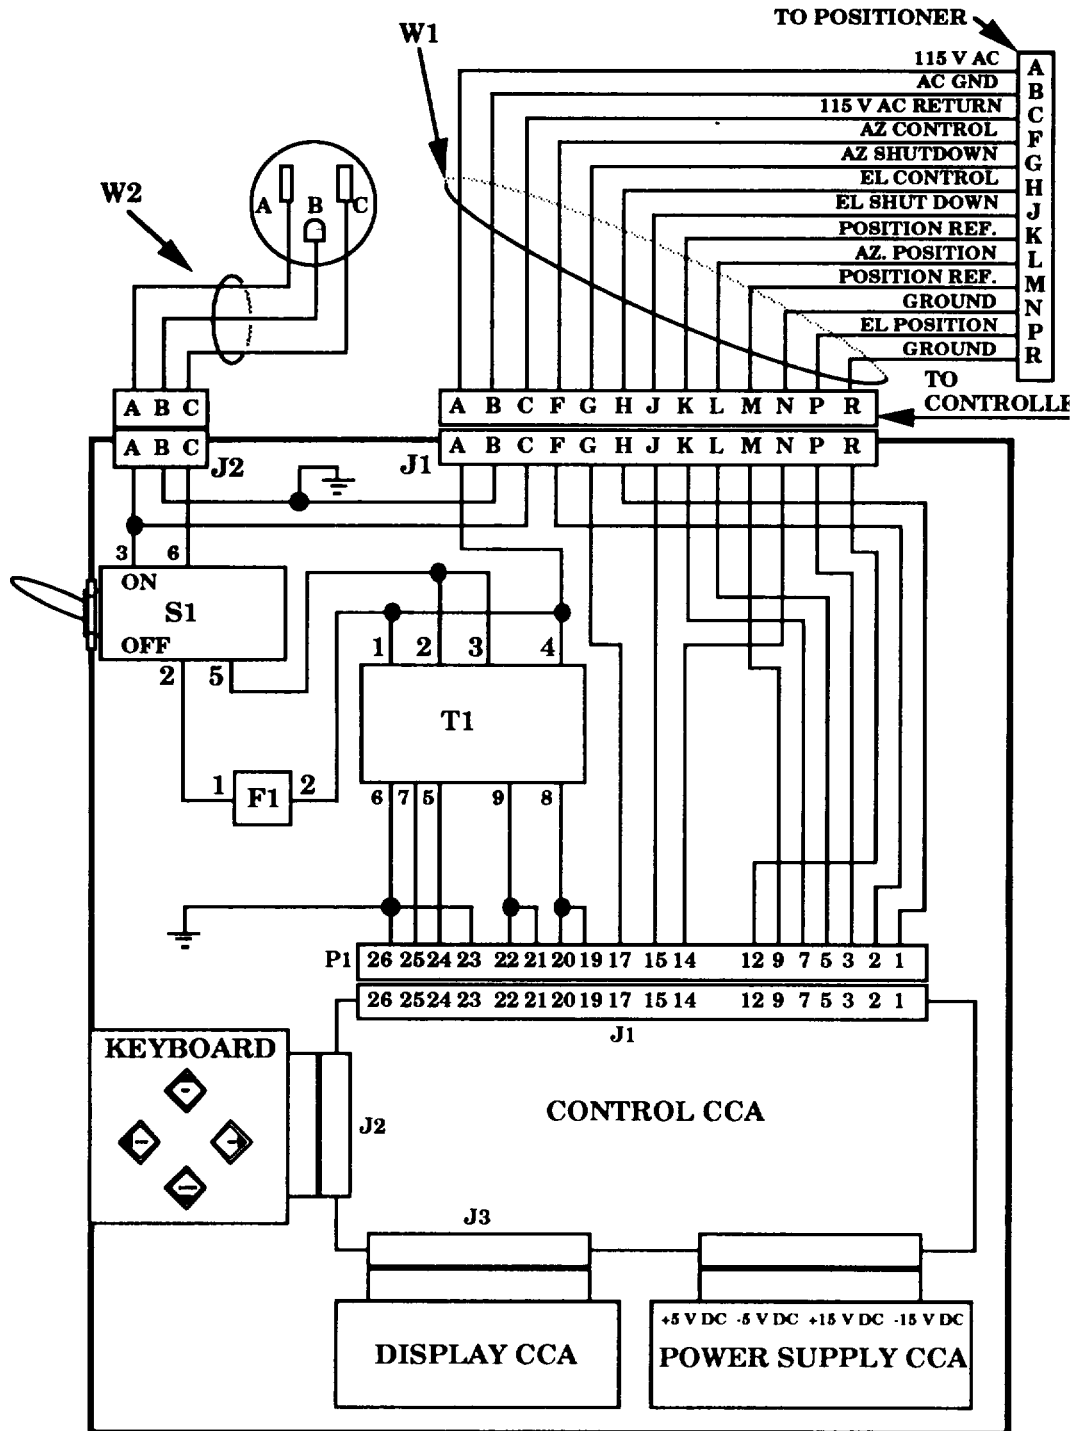 TO POSITIONER
W1
115 V AC A
AC GND B
115 V AC RETURN C
AZ CONTROL F
AZ SHUTDOWN G
EL CONTROL H
EL SHUT DOWN J
POSITION REF. K
AZ. POSITION L
POSITION REF. M
GROUND N
EL POSITION P
GROUND R
W2
A B C
TO
CONTROLLE
A B C
A B C F G H J K L M N P R
A B C
J2
J1
A B C F G H J K L M N P R
3 6
ON
S1
OFF
2 5
1 2 3 4
T1
1 F1 2
6 7 5 9 8
P1 26 25 24 23 22 21 20 19 17 15 14 12 9 7 5 3 2 1
26 25 24 23 22 21 20 19 17 15 14 12 9 7 5 3 2 1
J1
KEYBOARD
J2
CONTROL CCA
J3
+5 V DC -5 V DC +15 V DC -15 V DC
DISPLAY CCA
POWER SUPPLY CCA